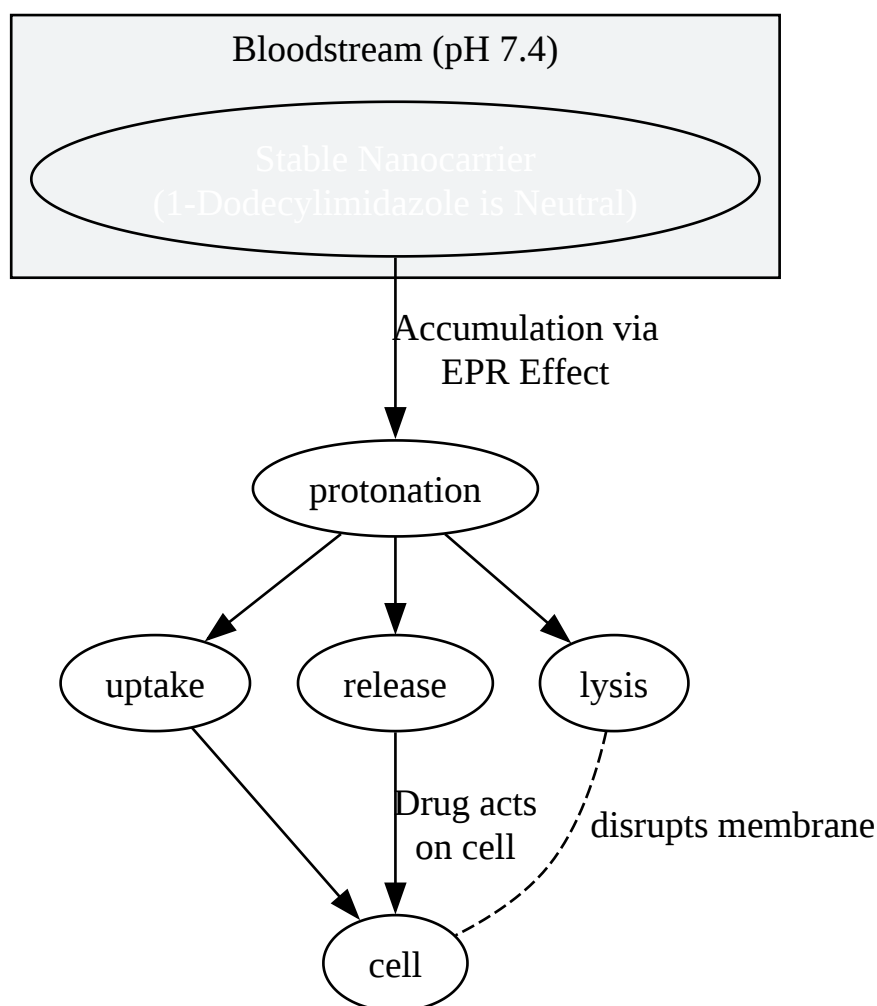 Bloodstream (pH 7.4)
Stable Nanocarrier
(1-Dodecylimidazole is Neutral)
Accumulation via
EPR Effect
protonation
uptake
release
lysis
Drug acts
on cell
disrupts membrane
cell